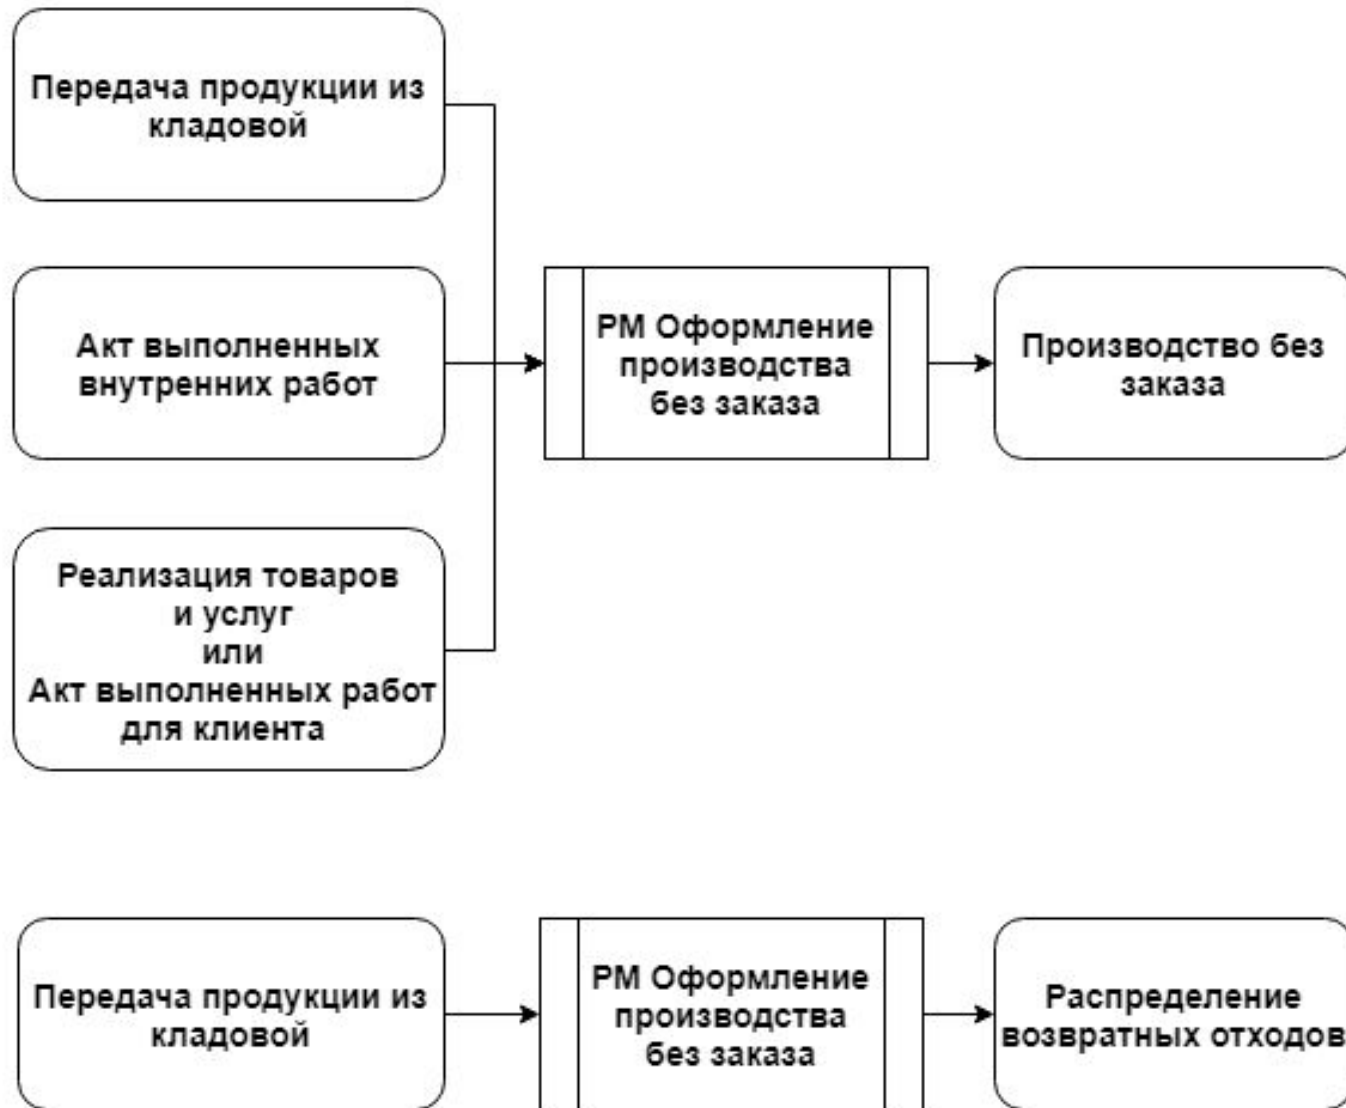 Передача продукции из
кладовой
Акт выполненных
внутренних работ
РМ Оформление
производства
без заказа
Производство без
заказа
Реализация товаров
и услуг
или
Акт выполненных работ
для клиента
Передача продукции из
кладовой
РМ Оформление
производства
без заказа
Распределение
возвратных отходов